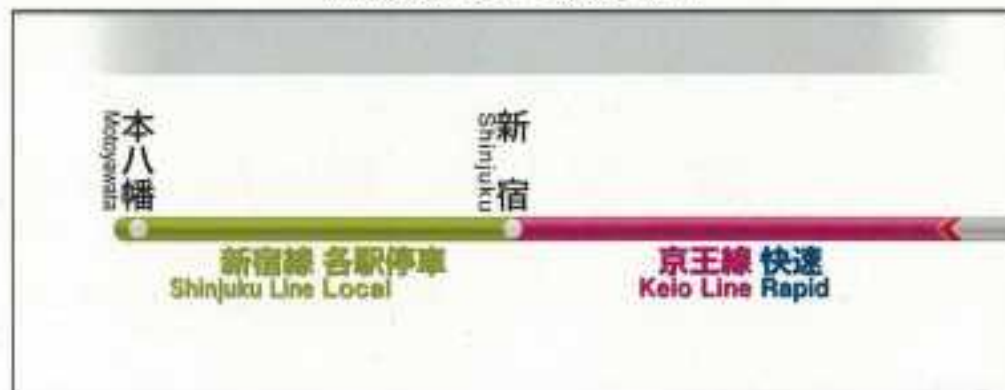 本八幡
Motoyawata
新宿
Shinjuku
新宿線 各駅停車
Shinjuku Line Local
京王線 快速
Keio Line Rapid